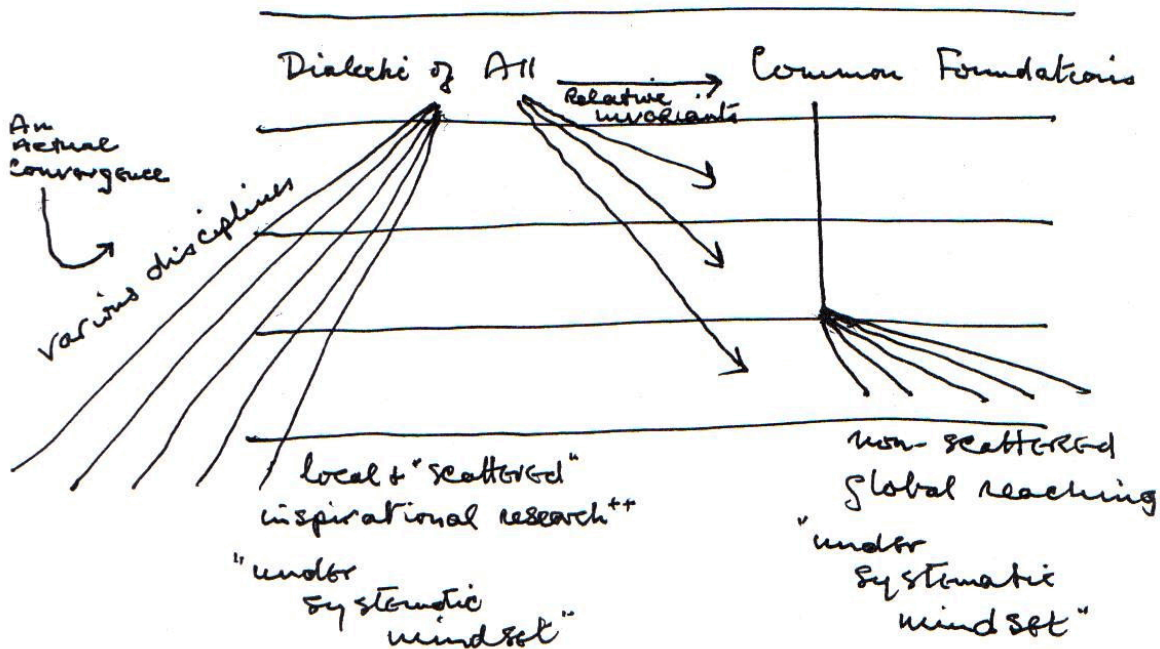 Dialectic of All
Relative
invariants
Common Foundations
An
Actual
Convergence
various disciplines
local & "scattered"
inspirational research++
"under
systematic
mindset"
non-scattered
global reaching
"under
systematic
mindset"